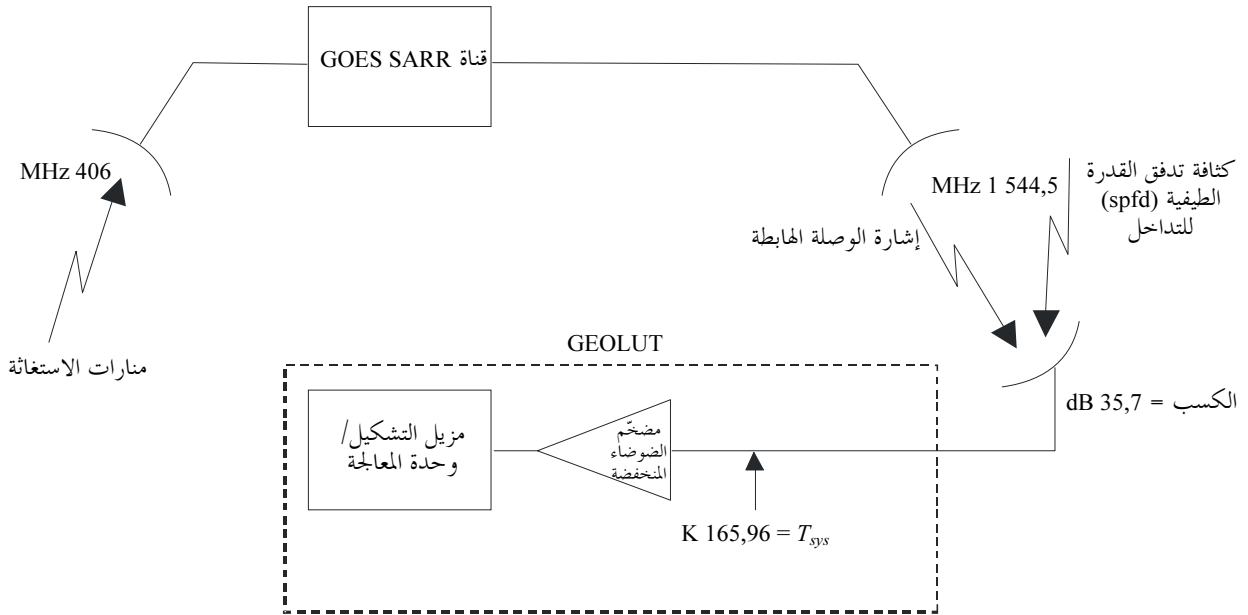 قناة GOES SARR
MHz 406
MHz 1 544,5
كثافة تدفق القدرة
الطيفية (spfd)
للتداخل
إشارة الوصلة الهابطة
منارات الاستغاثة
GEOLUT
الكسب = dB 35,7
مزيل التشكيل/
وحدة المعالجة
مضخّم
الضوضاء
المنخفضة
K 165,96 = Tsys